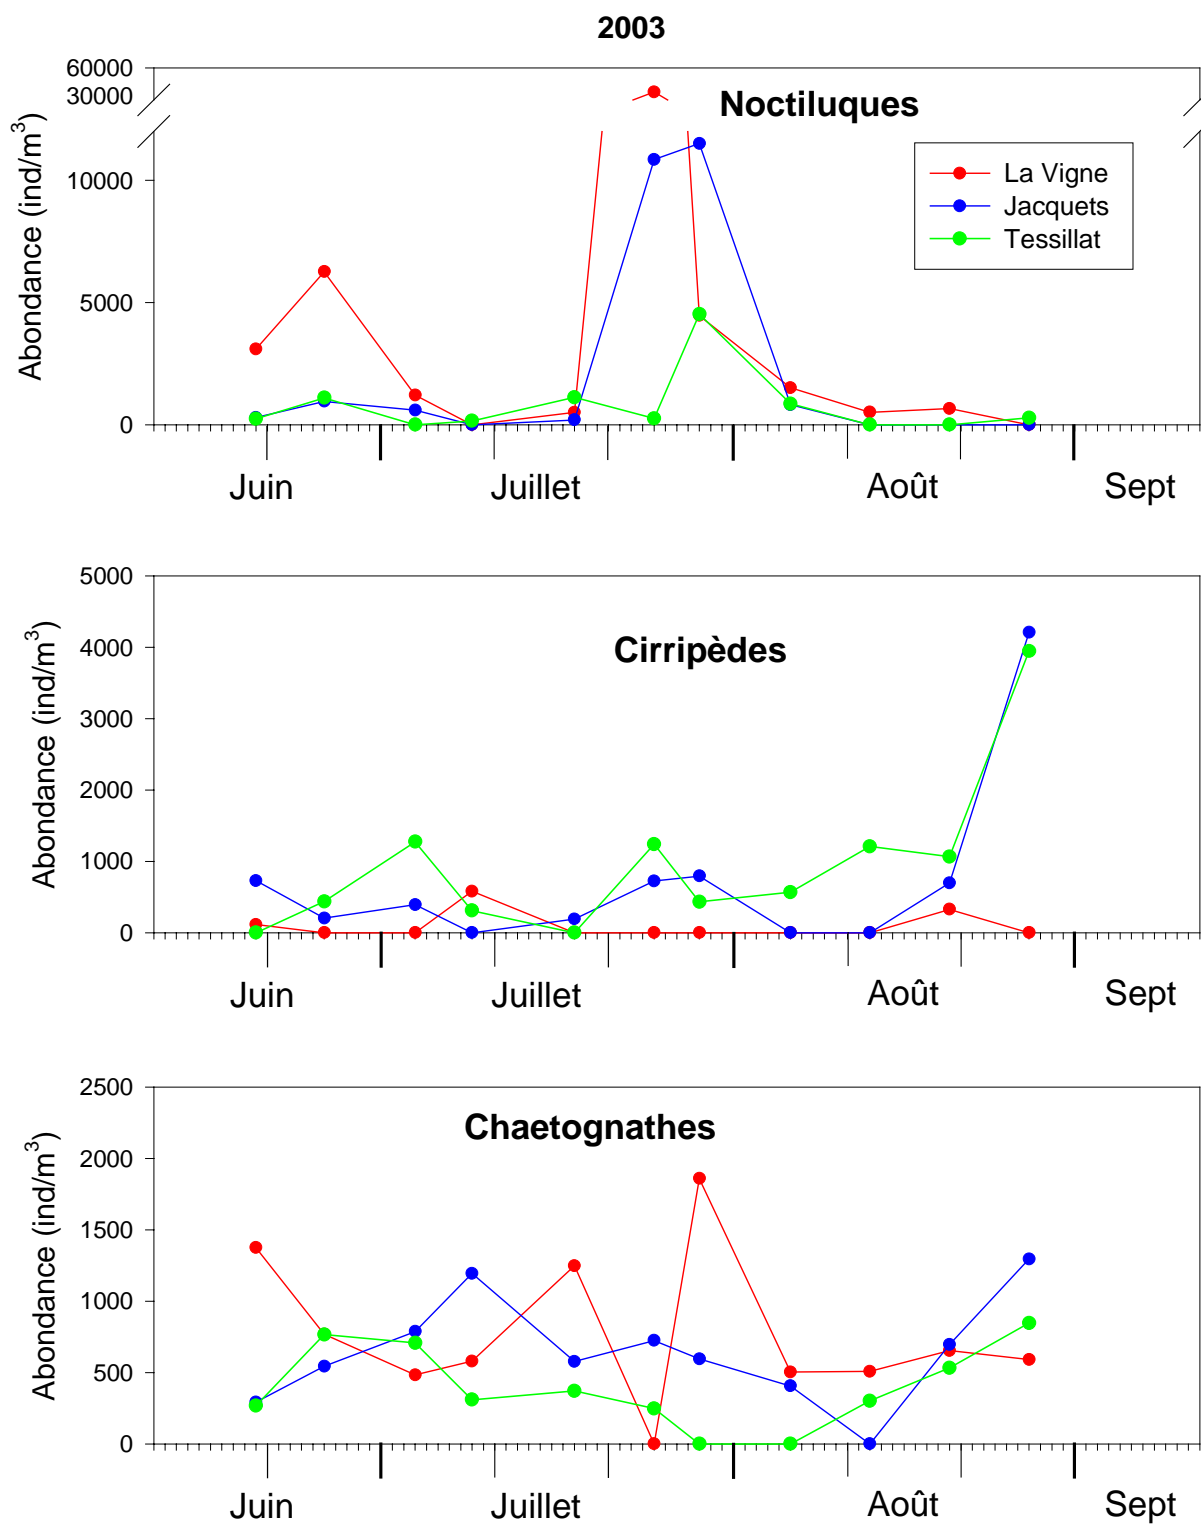 2003
Abondance (ind/m³)
60000
30000
10000
5000
0
Noctiluques
La Vigne
Jacquets
Tessillat
Juin Juillet Août Sept
Abondance (ind/m³)
5000
4000
3000
2000
1000
0
Cirripèdes
Juin Juillet Août Sept
Abondance (ind/m³)
2500
2000
1500
1000
500
0
Chaetognathes
Juin Juillet Août Sept